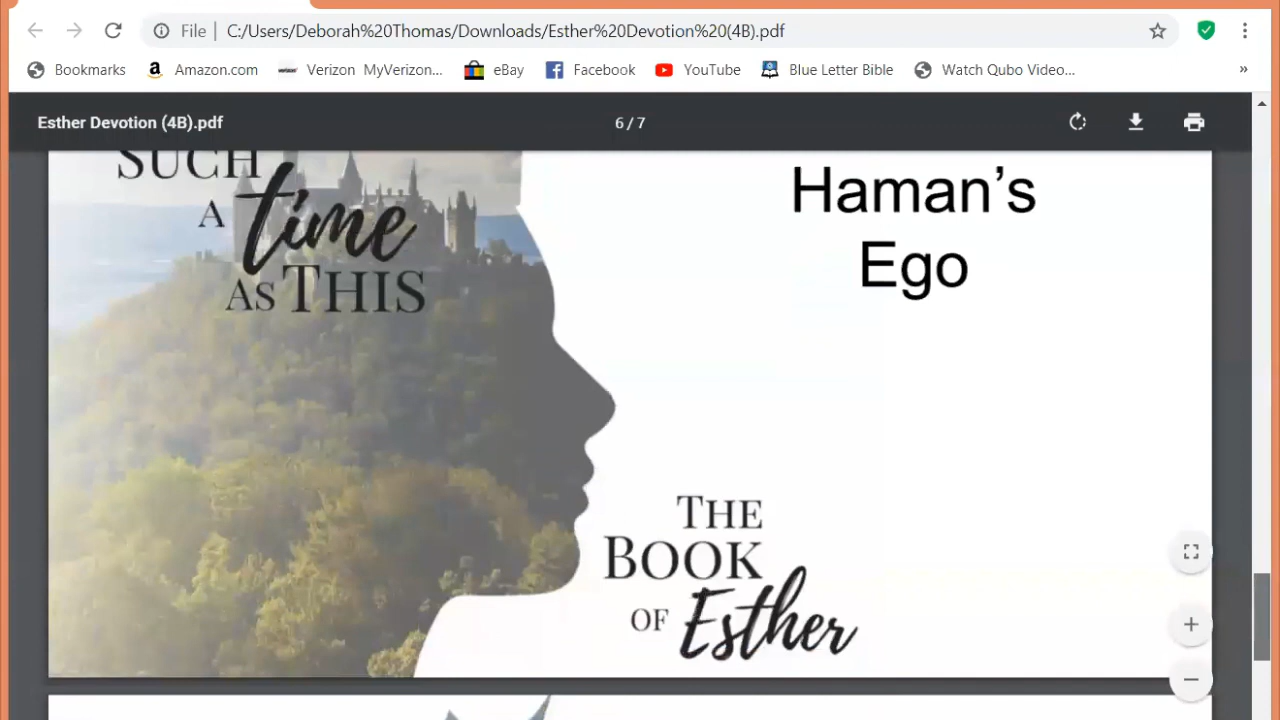 File | C:/Users/Deborah%20Thomas/Downloads/Esther%20Devotion%20(4B).pdf
Bookmarks Amazon.com verizon Verizon MyVerizon... eBay Facebook YouTube Blue Letter Bible Watch Qubo Video... »
Esther Devotion (4B).pdf 6 / 7
SUCH
A time
AS THIS
Haman's
Ego
THE
BOOK
OF Esther